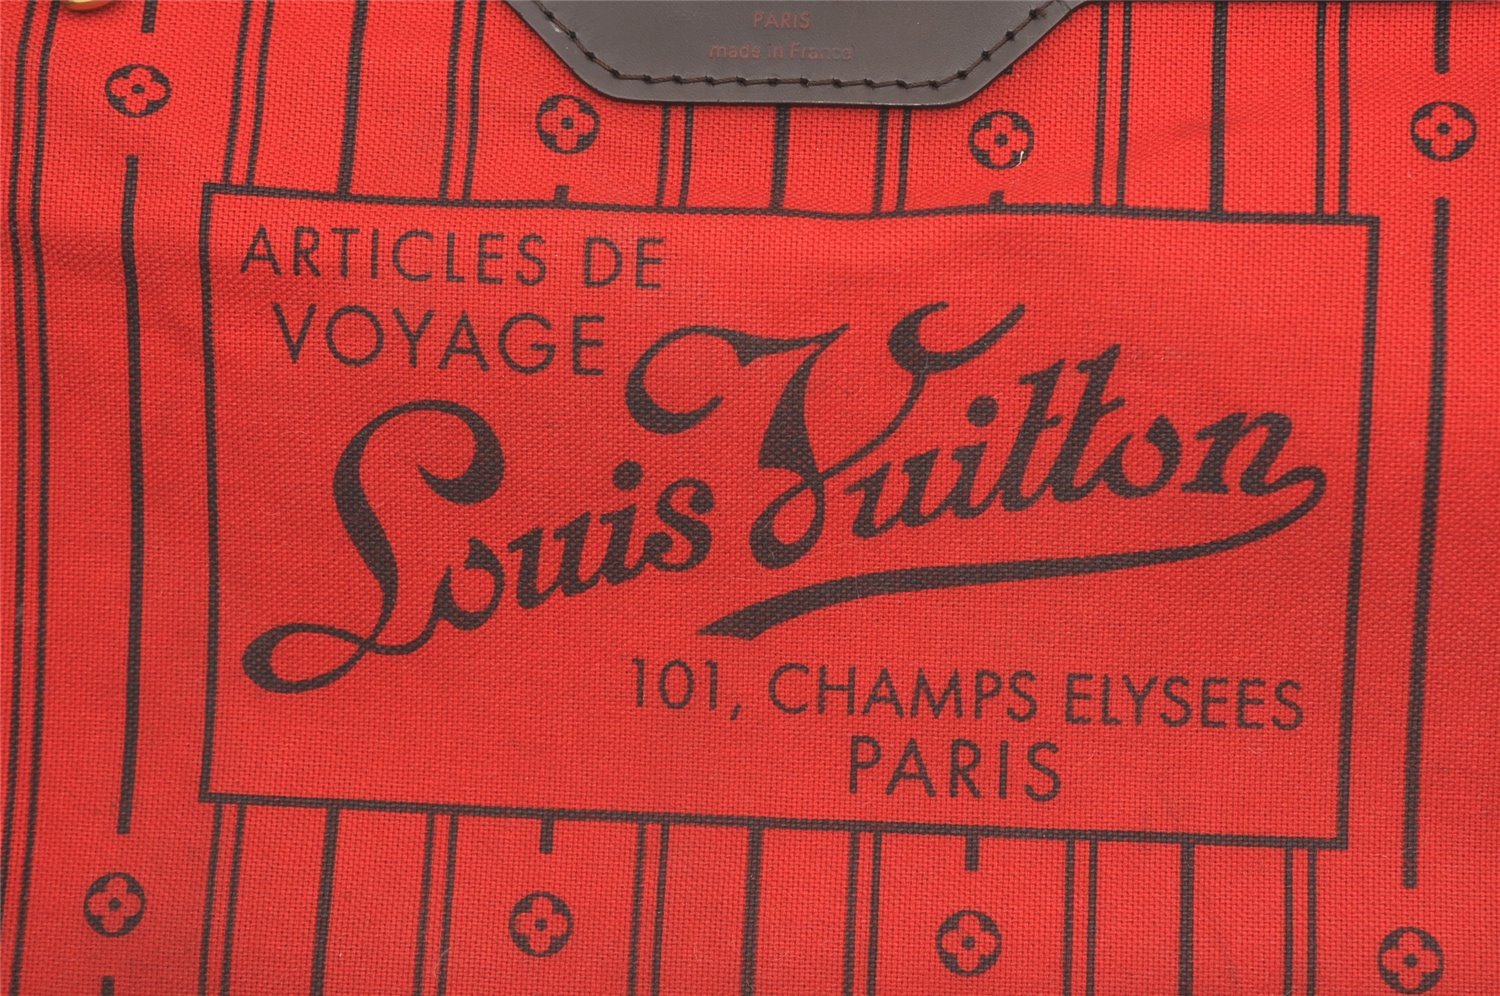 PARIS
made in France
ARTICLES DE
VOYAGE
Louis Vuitton
101, CHAMPS ELYSEES
PARIS